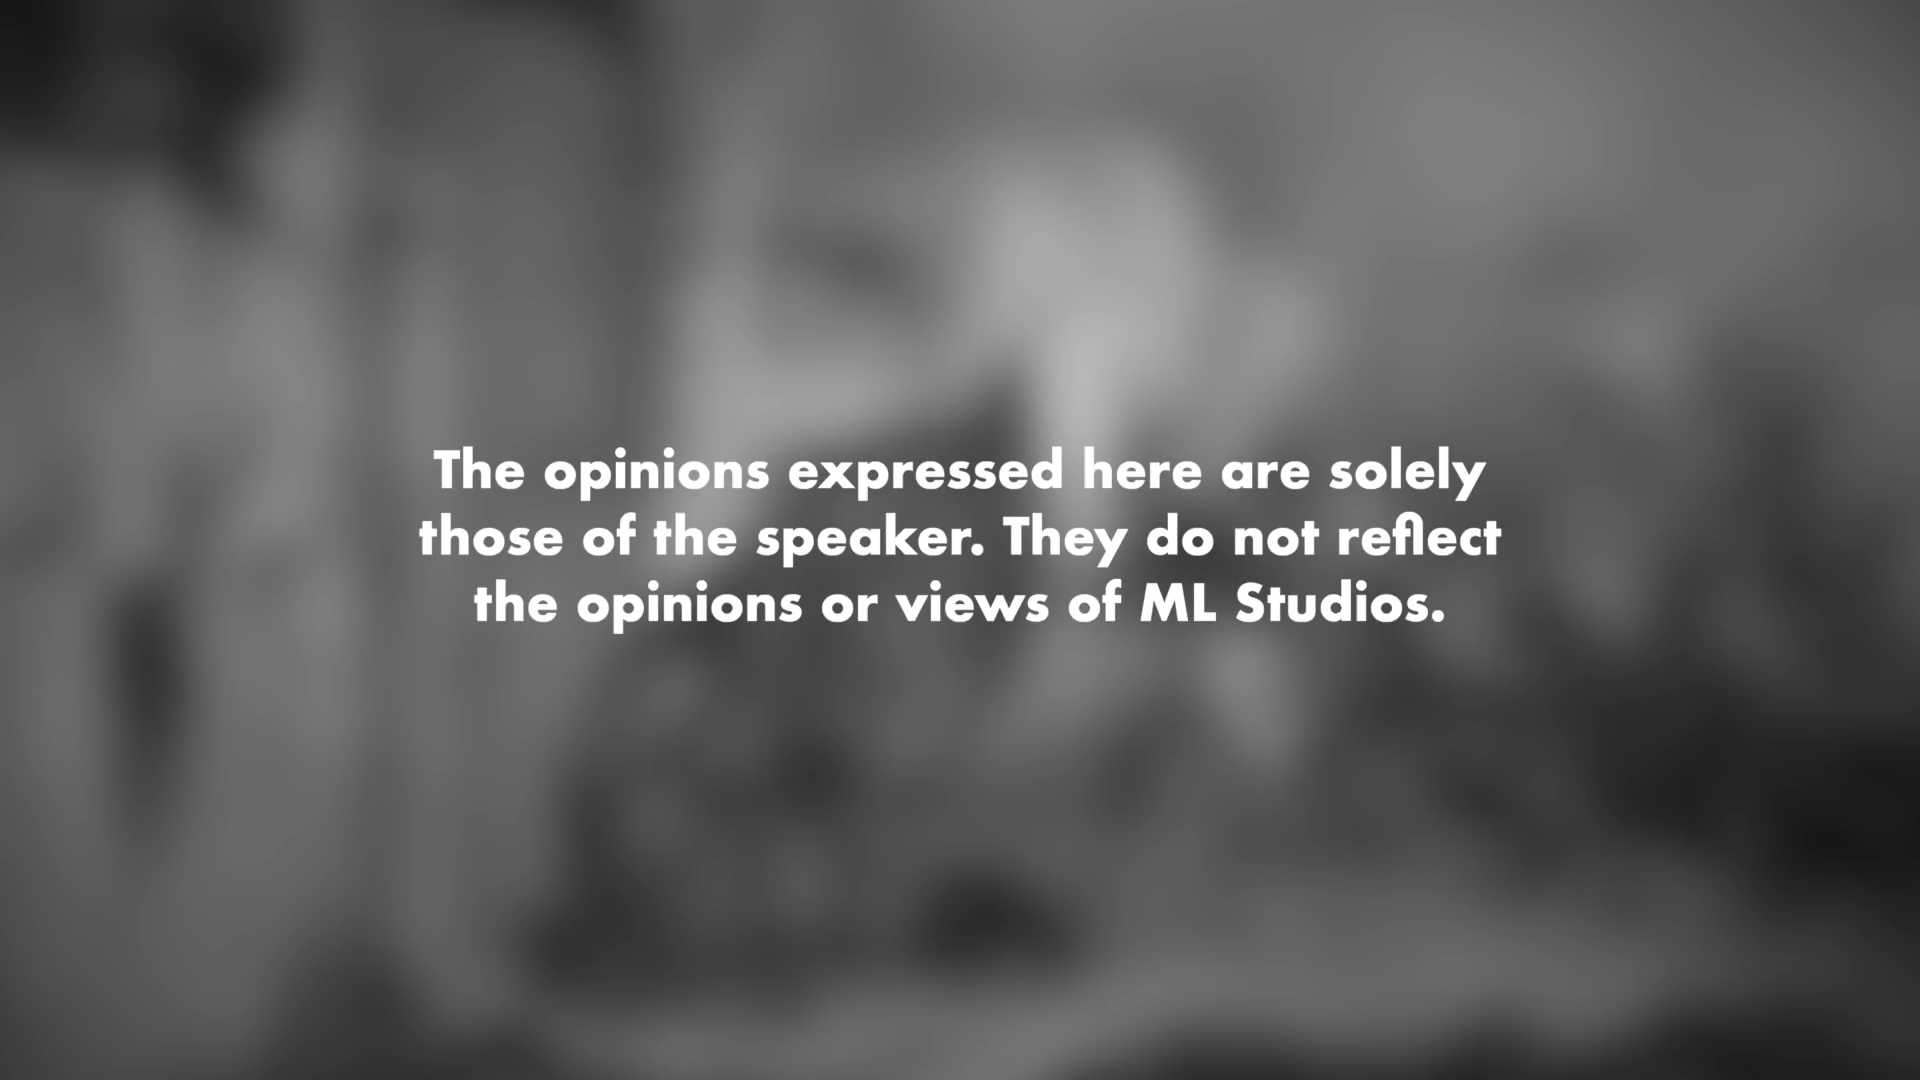 The opinions expressed here are solely
those of the speaker. They do not reflect
the opinions or views of ML Studios.